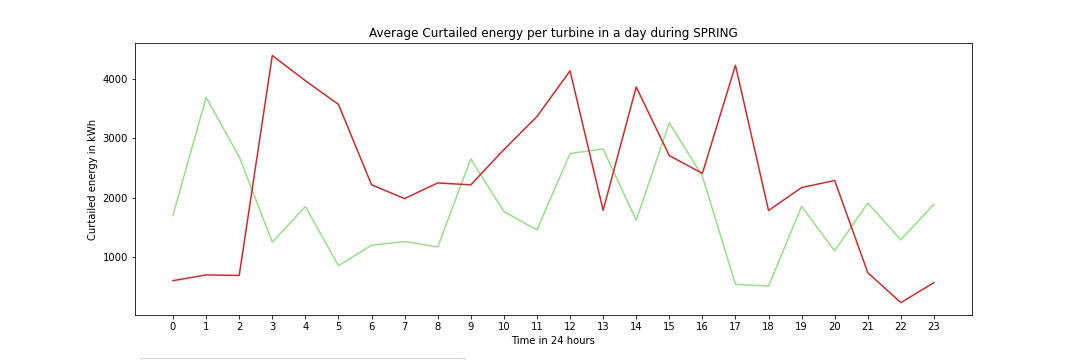 Average Curtailed energy per turbine in a day during SPRING
Curtailed energy in kWh
4000
3000
2000
1000
0 1 2 3 4 5 6 7 8 9 10 11 12 13 14 15 16 17 18 19 20 21 22 23
Time in 24 hours